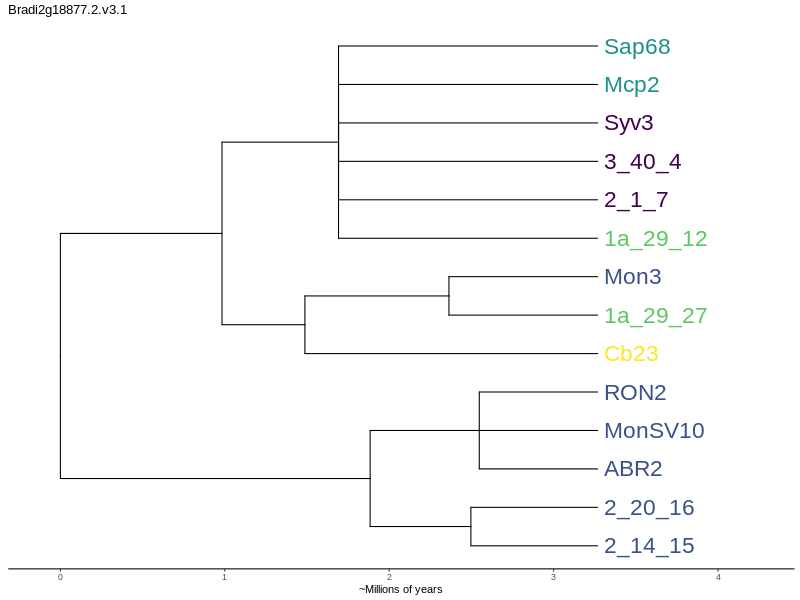 Bradi2g18877.2.v3.1
Sap68
Mcp2
Syv3
3_40_4
2_1_7
1a_29_12
Mon3
1a_29_27
Cb23
RON2
MonSV10
ABR2
2_20_16
2_14_15
0 1 2 3 4
~Millions of years